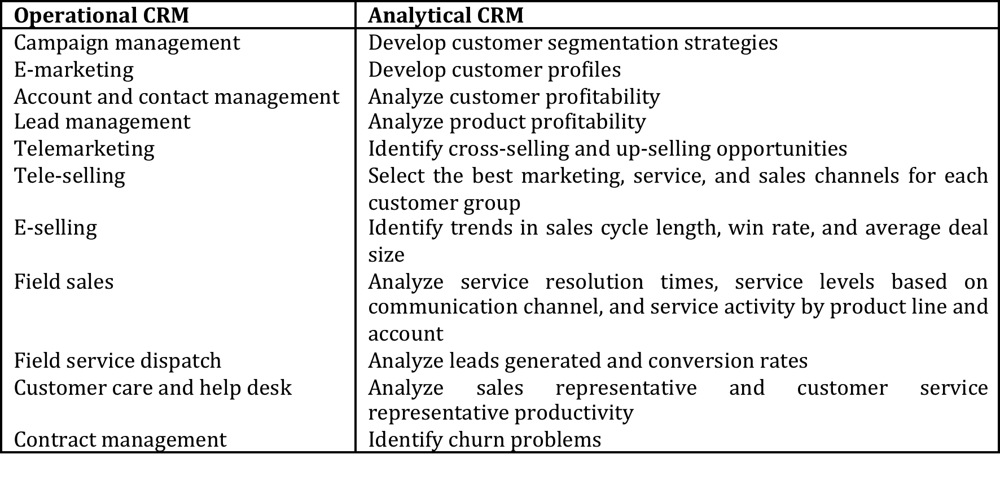 Operational CRM Analytical CRM
Campaign management Develop customer segmentation strategies
E-marketing Develop customer profiles
Account and contact management Analyze customer profitability
Lead management Analyze product profitability
Telemarketing Identify cross-selling and up-selling opportunities
Tele-selling Select the best marketing, service, and sales channels for each
customer group
E-selling Identify trends in sales cycle length, win rate, and average deal
size
Field sales Analyze service resolution times, service levels based on
communication channel, and service activity by product line and
account
Field service dispatch Analyze leads generated and conversion rates
Customer care and help desk Analyze sales representative and customer service
representative productivity
Contract management Identify churn problems